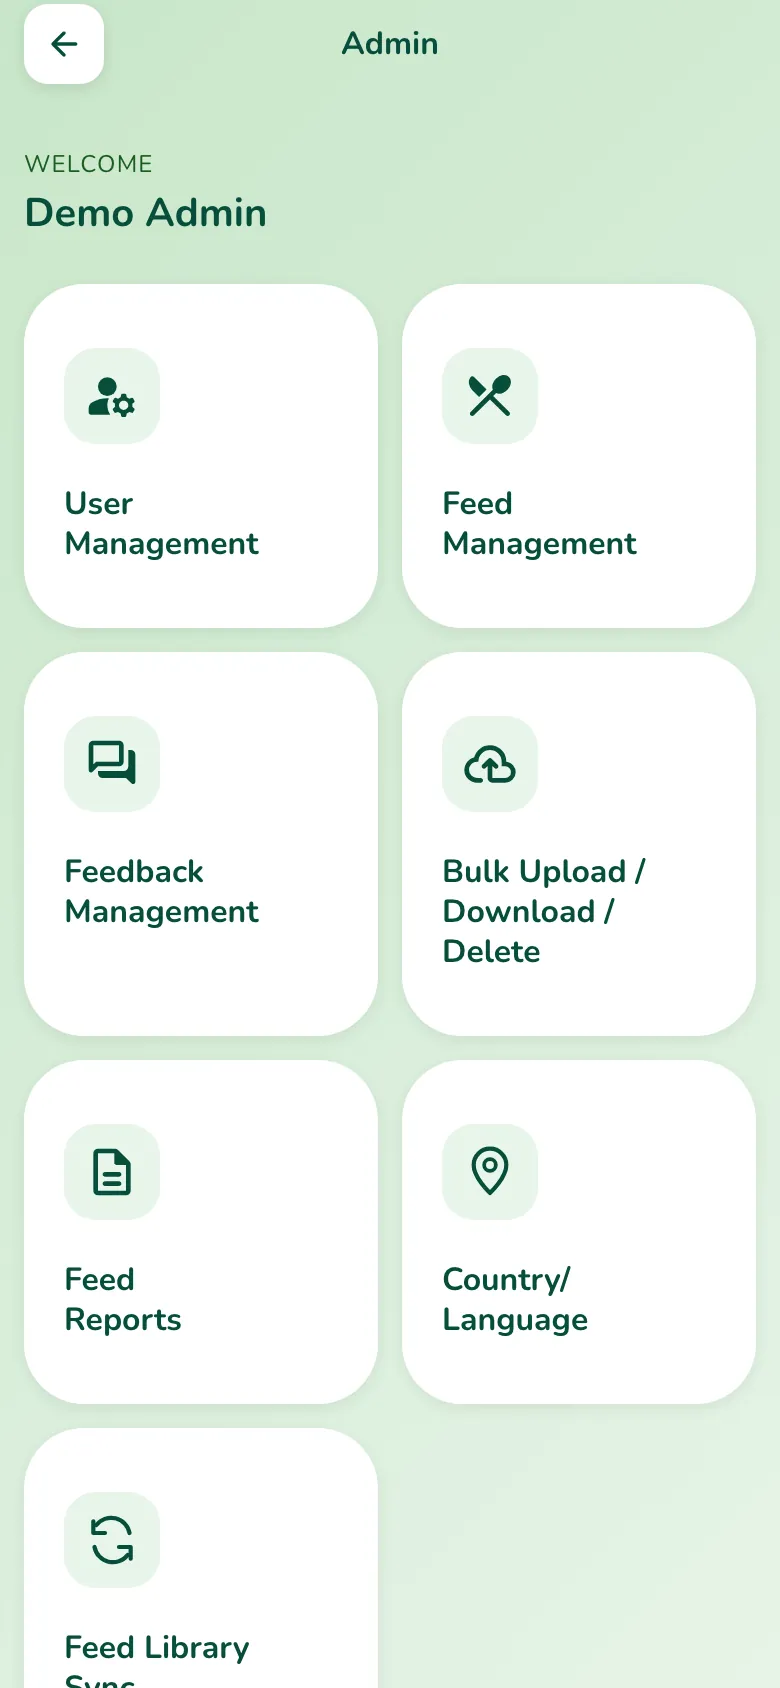 Admin
WELCOME
Demo Admin
User
Management
Feed
Management
Feedback
Management
Bulk Upload /
Download /
Delete
Feed
Reports
Country/
Language
Feed Library
Sync